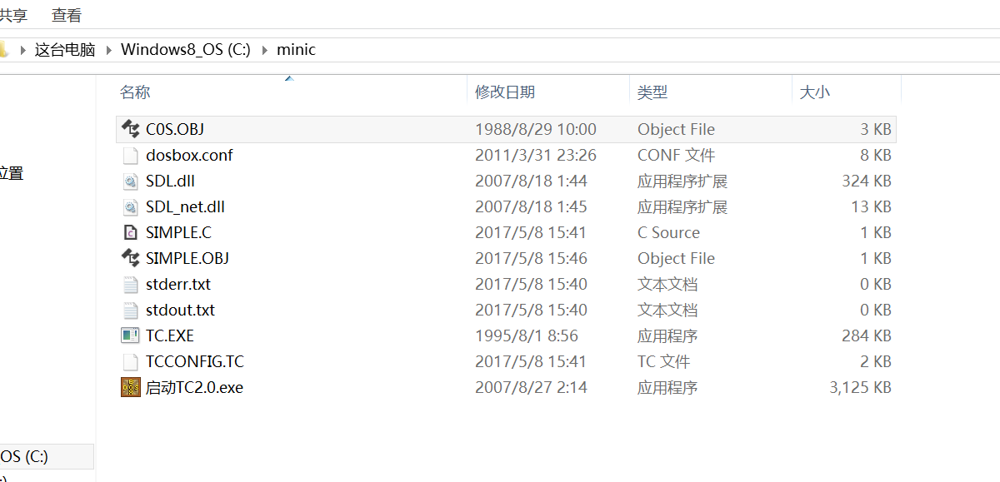 共享 查看
这台电脑 Windows8_OS (C:) minic
名称 修改日期 类型 大小
C0S.OBJ 1988/8/29 10:00 Object File 3 KB
dosbox.conf 2011/3/31 23:26 CONF 文件 8 KB
位置
SDL.dll 2007/8/18 1:44 应用程序扩展 324 KB
SDL_net.dll 2007/8/18 1:45 应用程序扩展 13 KB
SIMPLE.C 2017/5/8 15:41 C Source 1 KB
SIMPLE.OBJ 2017/5/8 15:46 Object File 1 KB
stderr.txt 2017/5/8 15:40 文本文档 0 KB
stdout.txt 2017/5/8 15:40 文本文档 0 KB
TC.EXE 1995/8/1 8:56 应用程序 284 KB
TCCONFIG.TC 2017/5/8 15:41 TC 文件 2 KB
启动TC2.0.exe 2007/8/27 2:14 应用程序 3,125 KB
OS (C:)